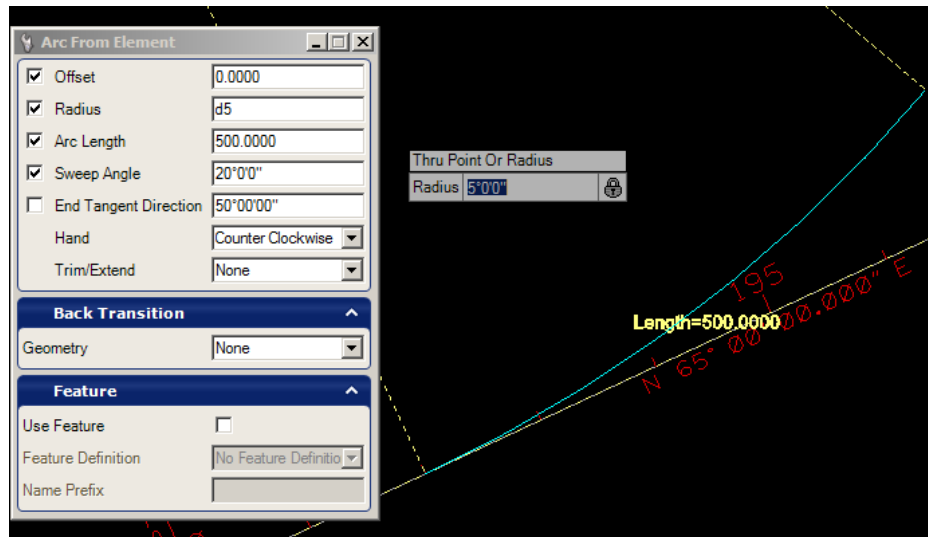 Arc From Element
Offset 0.0000
Radius d5
Arc Length 500.0000
Sweep Angle 20°0'0"
End Tangent Direction 50°00'00"
Hand Counter Clockwise
Trim/Extend None
Back Transition
Geometry None
Feature
Use Feature
Feature Definition No Feature Definitio
Name Prefix
Thru Point Or Radius
Radius 5°0'0"
195
Length=500.0000
N 65° 00' 00.000" E